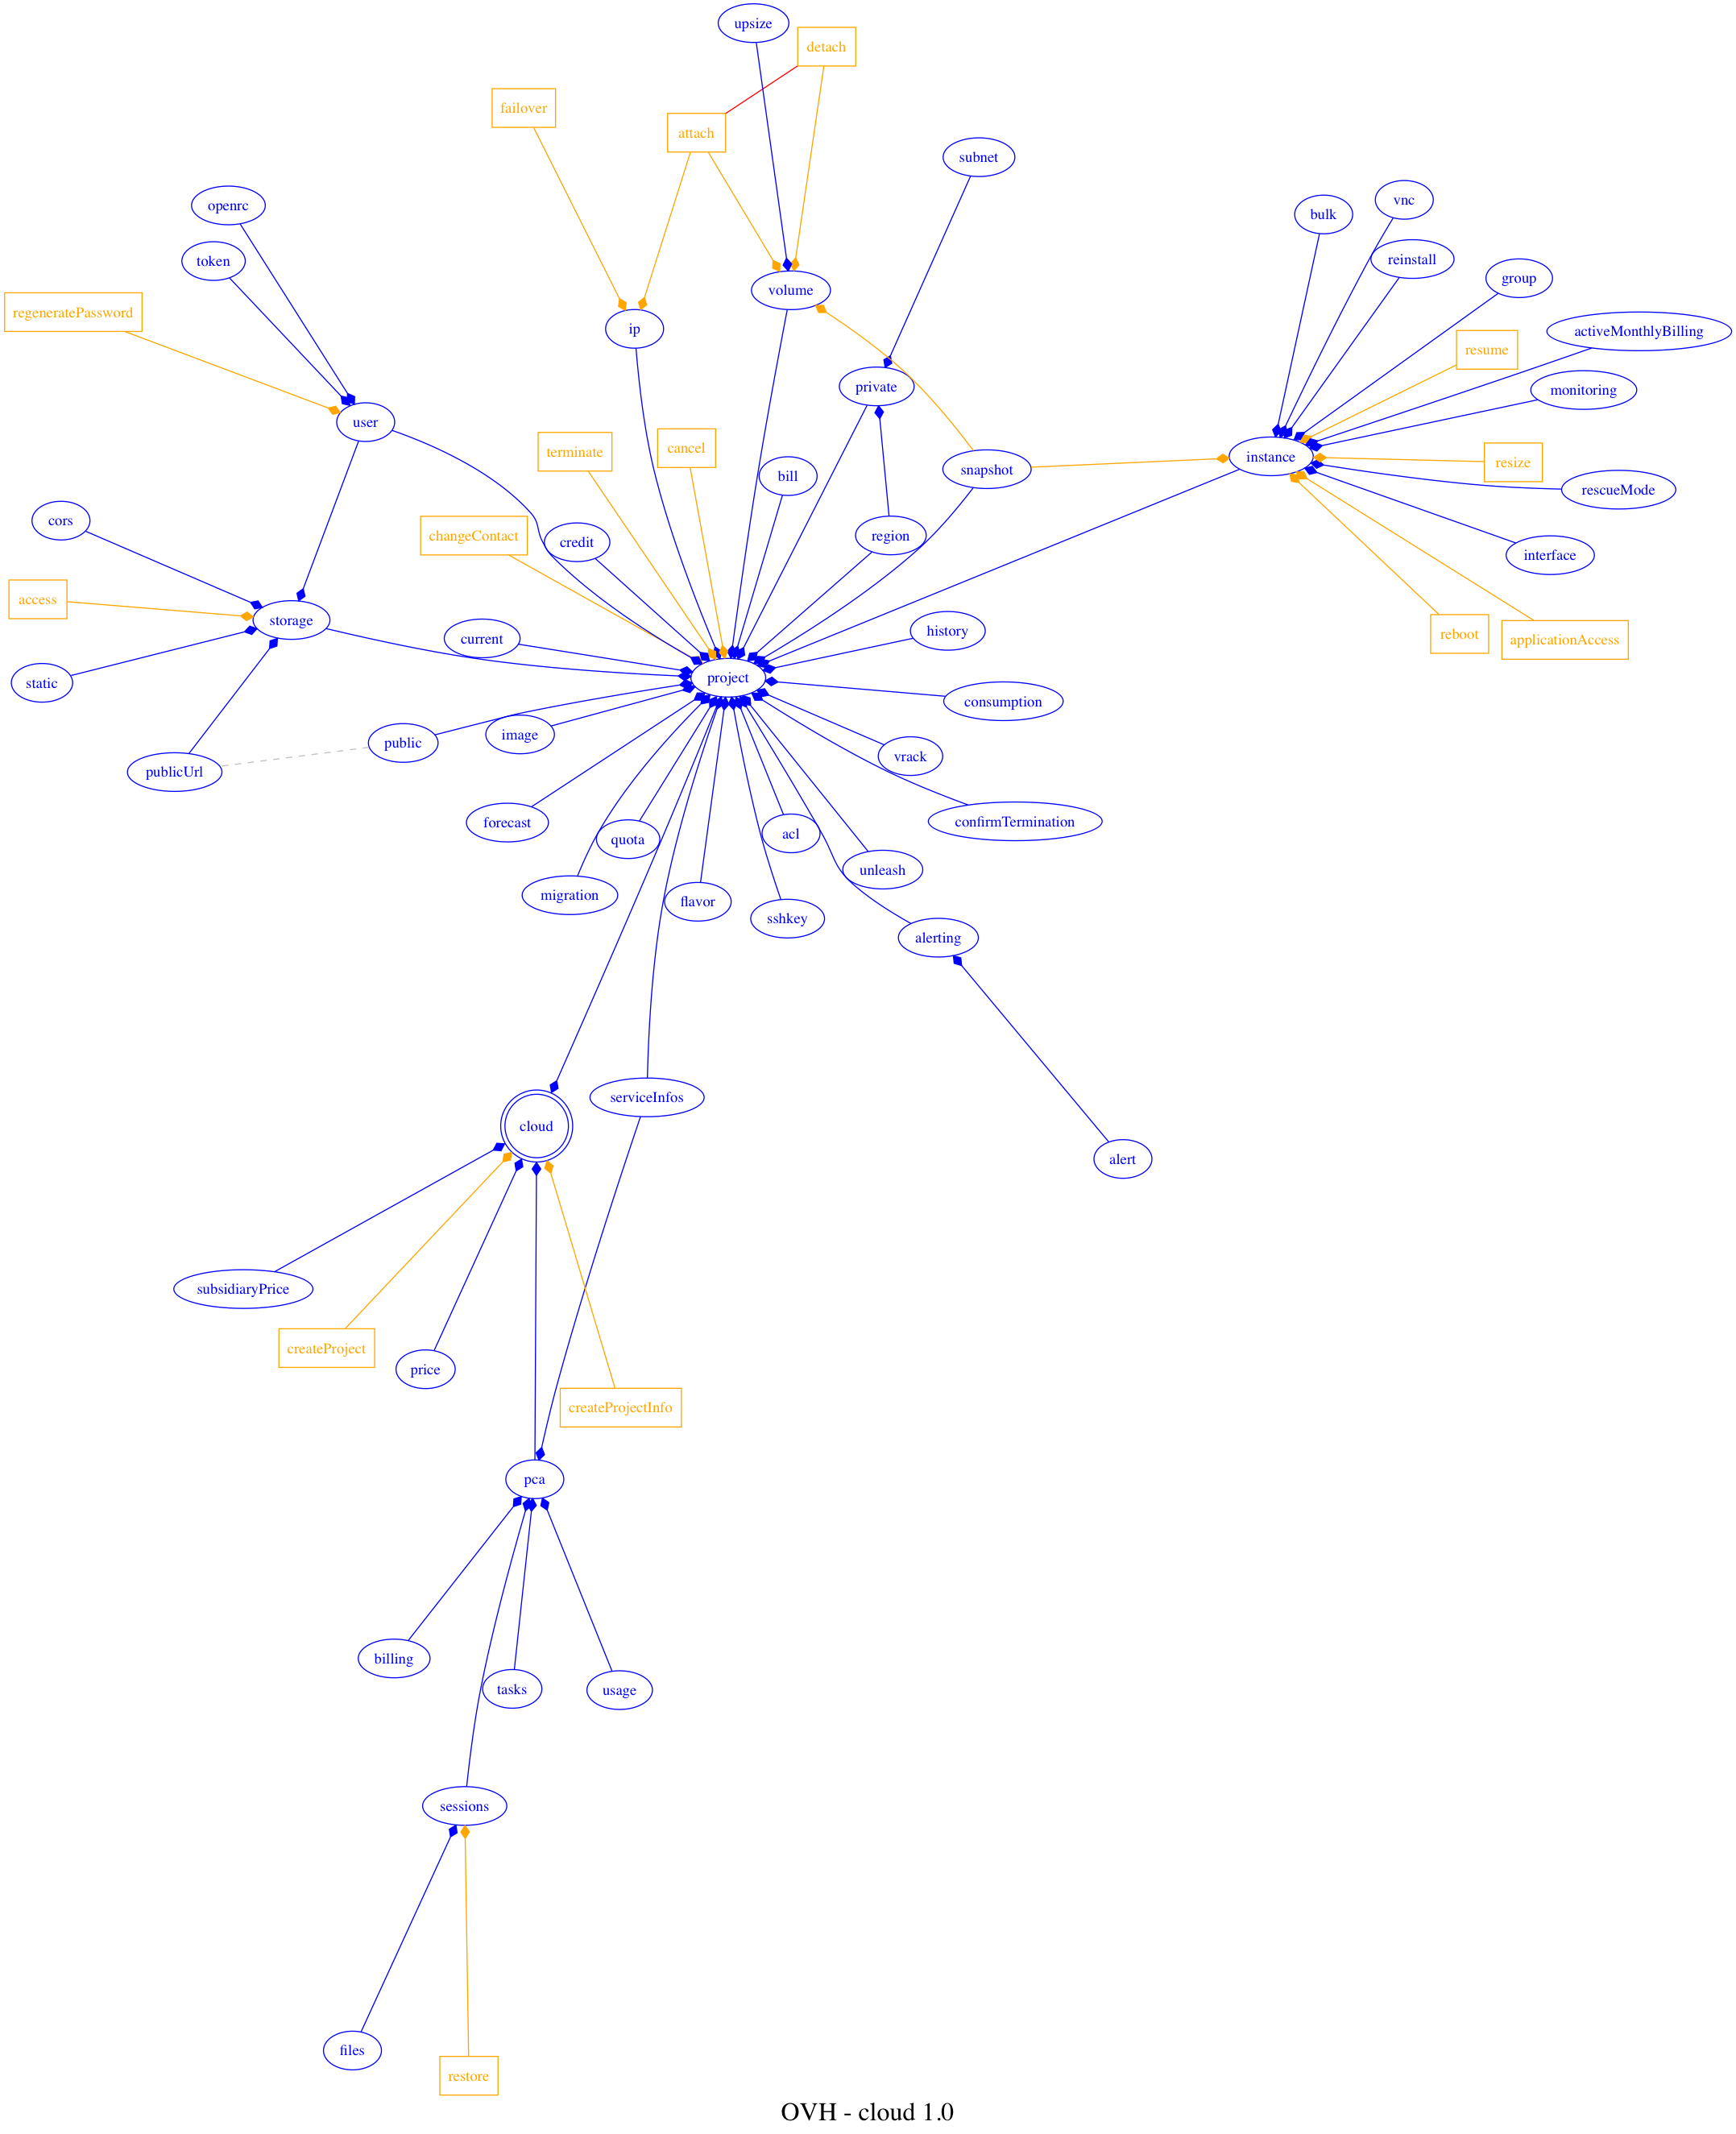 upsize
detach
failover
attach
subnet
openrc
vnc
bulk
token
reinstall
group
regeneratePassword
volume
ip
activeMonthlyBilling
resume
private
monitoring
user
terminate
cancel
bill
snapshot
instance
resize
rescueMode
cors
changeContact
credit
region
interface
access
storage
current
history
reboot
applicationAccess
static
project
consumption
publicUrl
public
image
vrack
forecast
quota
acl
confirmTermination
migration
flavor
sshkey
unleash
alerting
cloud
serviceInfos
alert
subsidiaryPrice
createProject
price
createProjectInfo
pca
billing
tasks
usage
sessions
files
restore
OVH - cloud 1.0